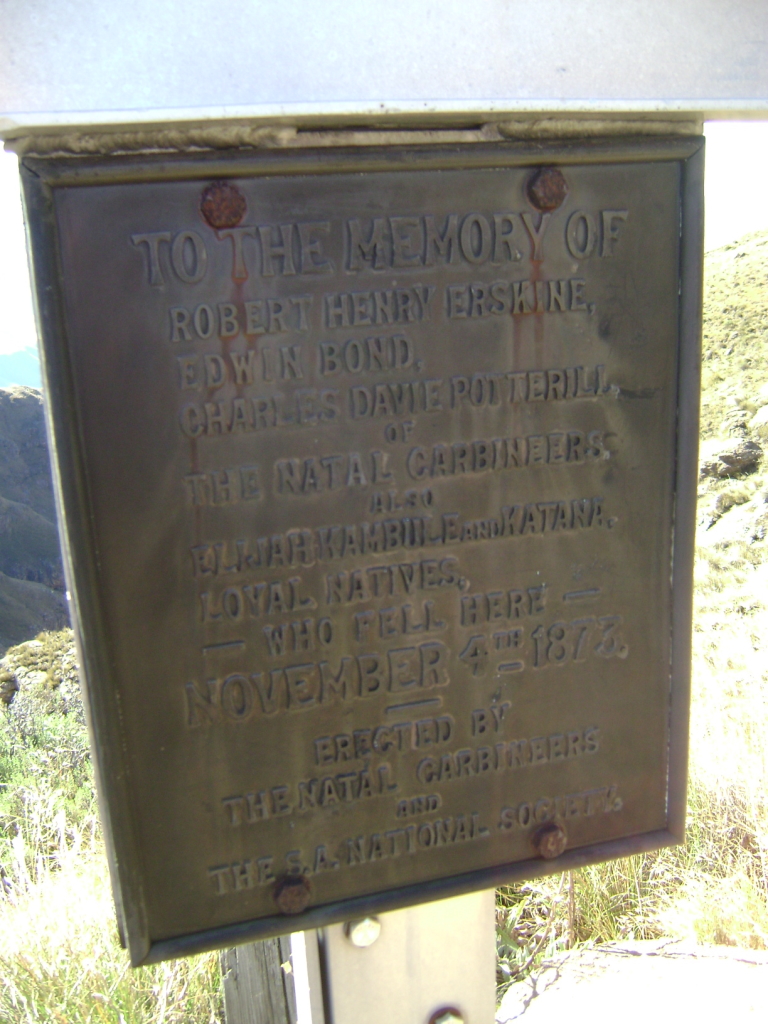 TO THE MEMORY OF
ROBERT HENRY ERSKINE,
EDWIN BOND,
CHARLES DAVIE POTTERILL,
OF
THE NATAL CARBINEERS.
ALSO
ELIJAH KAMBULE AND KATANA,
LOYAL NATIVES,
— WHO FELL HERE —
NOVEMBER 4TH 1873.
ERECTED BY
THE NATAL CARBINEERS
AND
THE S.A. NATIONAL SOCIETY.